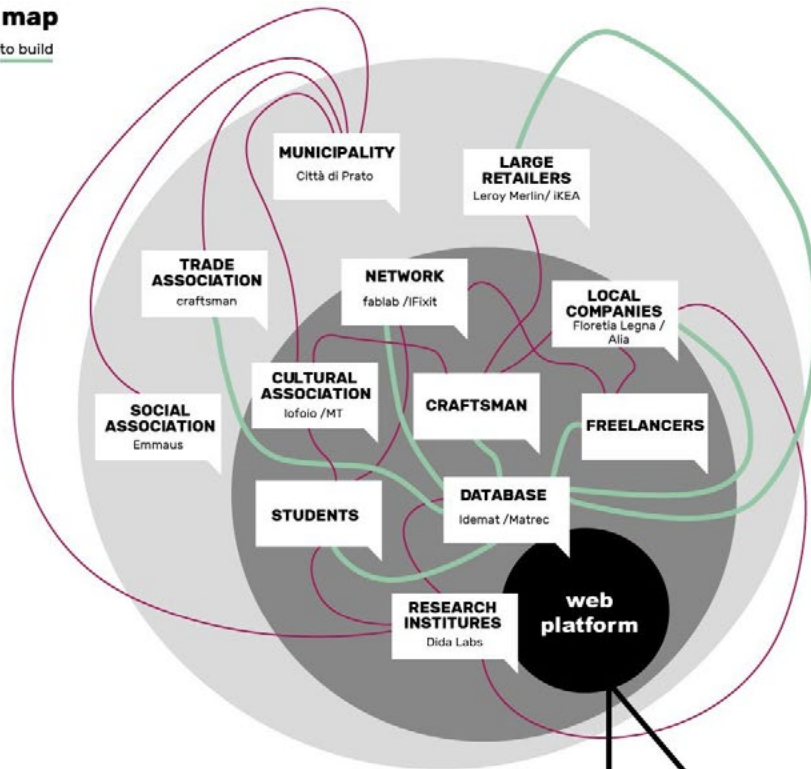 map
to build
MUNICIPALITY
Città di Prato
LARGE
RETAILERS
Leroy Merlin/ iKEA
TRADE
ASSOCIATION
craftsman
NETWORK
fablab /IFixit
LOCAL
COMPANIES
Floretia Legna /
Alia
CULTURAL
ASSOCIATION
lofoio /MT
CRAFTSMAN
SOCIAL
ASSOCIATION
Emmaus
FREELANCERS
STUDENTS
DATABASE
Idemat /Matrec
RESEARCH
INSTITURES
Dida Labs
web
platform